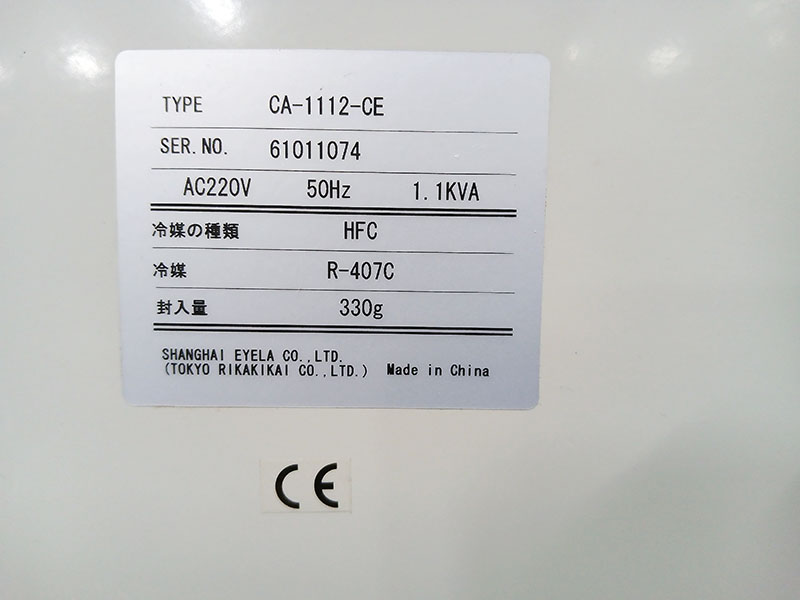 TYPE CA-1112-CE
SER.NO. 61011074
AC220V 50Hz 1.1KVA
冷媒の種類 HFC
冷媒 R-407C
封入量 330g
SHANGHAI EYELA CO.,LTD.
(TOKYO RIKAKIKAI CO.,LTD.) Made in China
CE